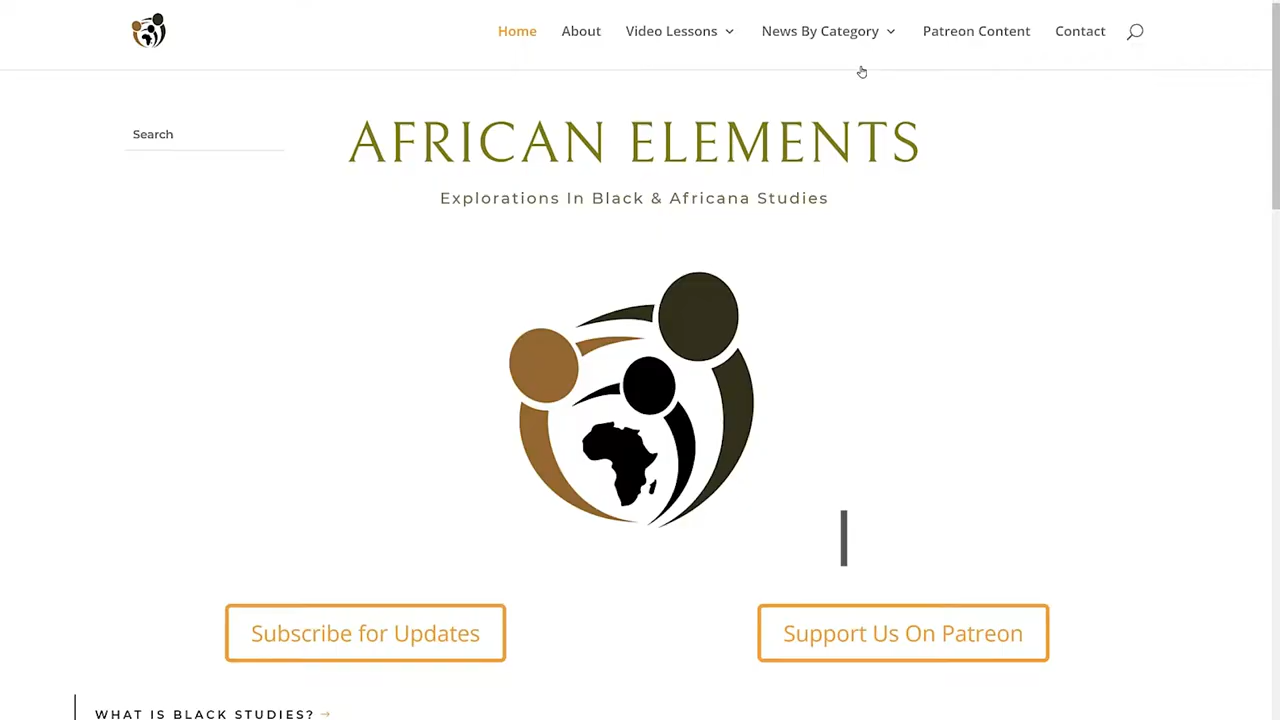 Home About Video Lessons News By Category Patreon Content Contact
Search
AFRICAN ELEMENTS
Explorations In Black & Africana Studies
Subscribe for Updates
Support Us On Patreon
WHAT IS BLACK STUDIES? →